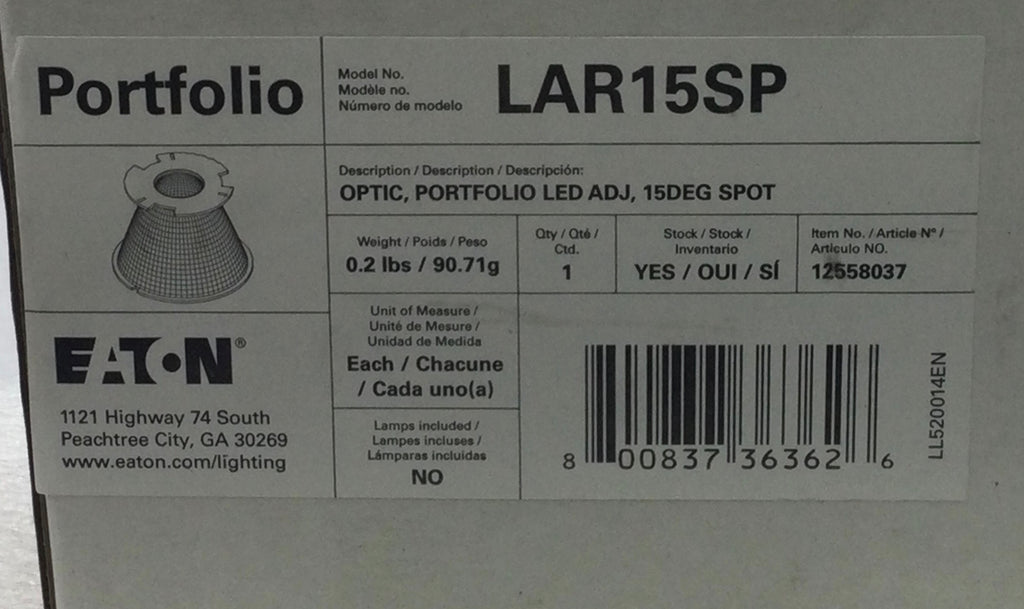 Portfolio
Model No.
Modèle no.
Número de modelo
LAR15SP
Description / Description / Descripción:
OPTIC, PORTFOLIO LED ADJ, 15DEG SPOT
Weight / Poids / Peso
0.2 lbs / 90.71g
Qty / Qté /
Ctd.
1
Stock / Stock /
Inventario
YES / OUI / SÍ
Item No. / Article Nº /
Articulo NO.
12558037
EATON®
1121 Highway 74 South
Peachtree City, GA 30269
www.eaton.com/lighting
Unit of Measure /
Unité de Mesure /
Unidad de Medida
Each / Chacune
/ Cada uno(a)
Lamps included /
Lampes incluses /
Lámparas incluidas
NO
8 00837 36362 6
LL520014EN